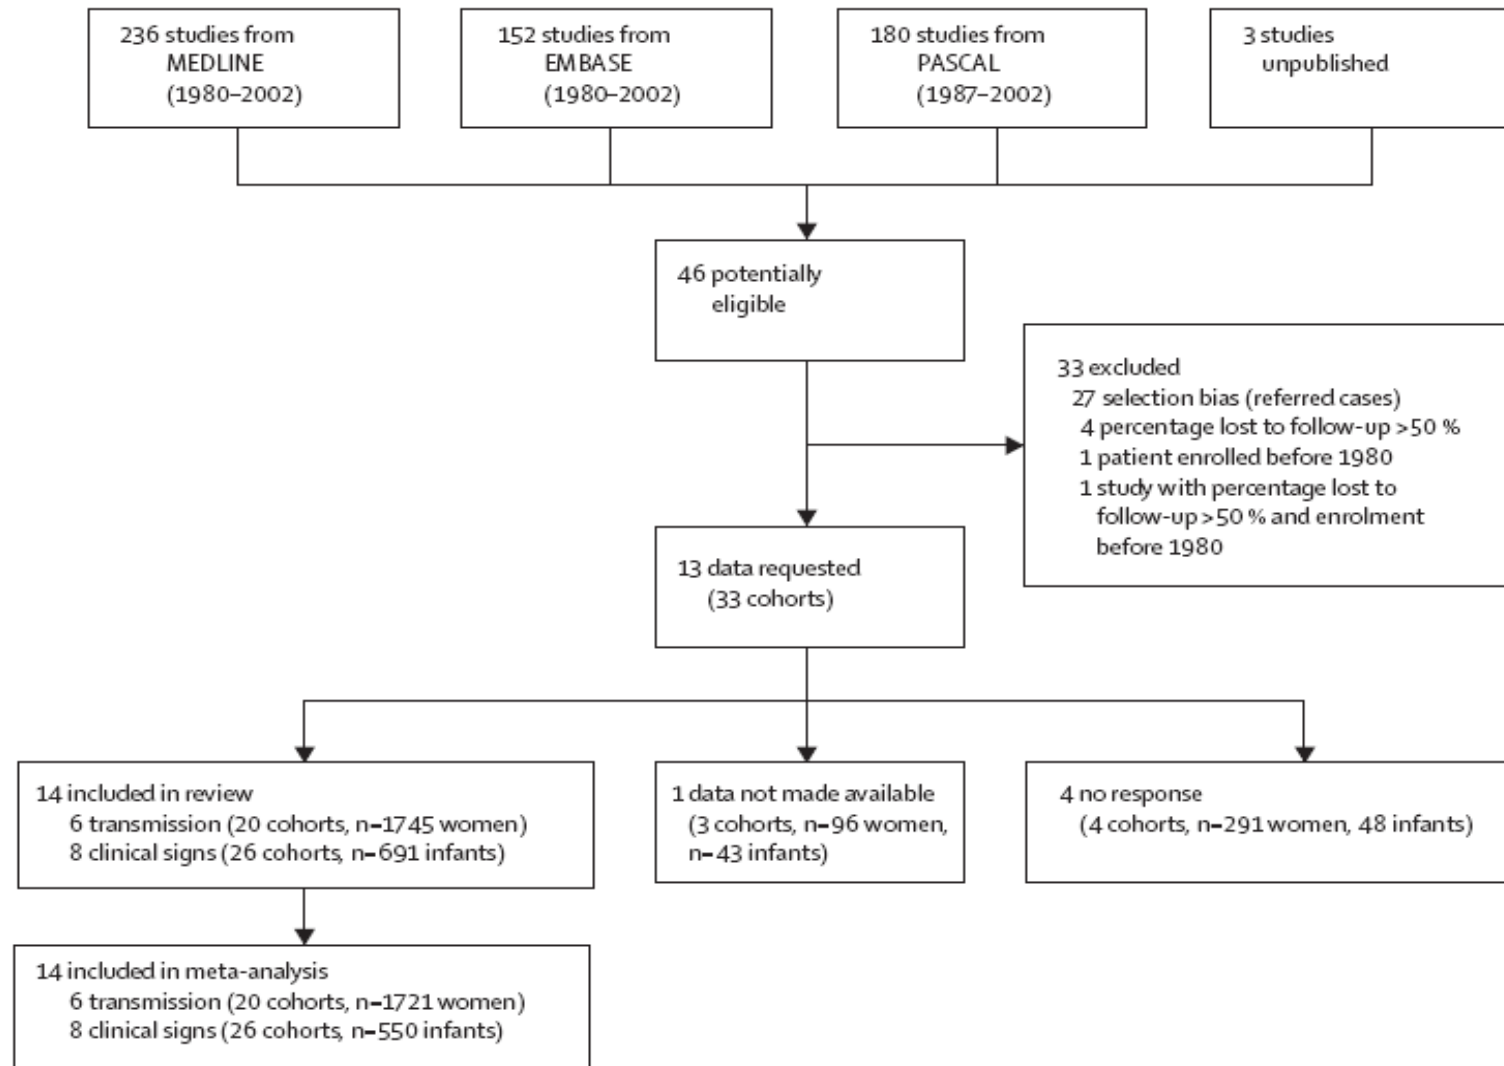 236 studies from
MEDLINE
(1980–2002)
152 studies from
EMBASE
(1980–2002)
180 studies from
PASCAL
(1987–2002)
3 studies
unpublished
46 potentially
eligible
33 excluded
27 selection bias (referred cases)
4 percentage lost to follow-up >50 %
1 patient enrolled before 1980
1 study with percentage lost to
follow-up >50 % and enrolment
before 1980
13 data requested
(33 cohorts)
14 included in review
6 transmission (20 cohorts, n–1745 women)
8 clinical signs (26 cohorts, n–691 infants)
1 data not made available
(3 cohorts, n–96 women,
n–43 infants)
4 no response
(4 cohorts, n–291 women, 48 infants)
14 included in meta-analysis
6 transmission (20 cohorts, n–1721 women)
8 clinical signs (26 cohorts, n–550 infants)